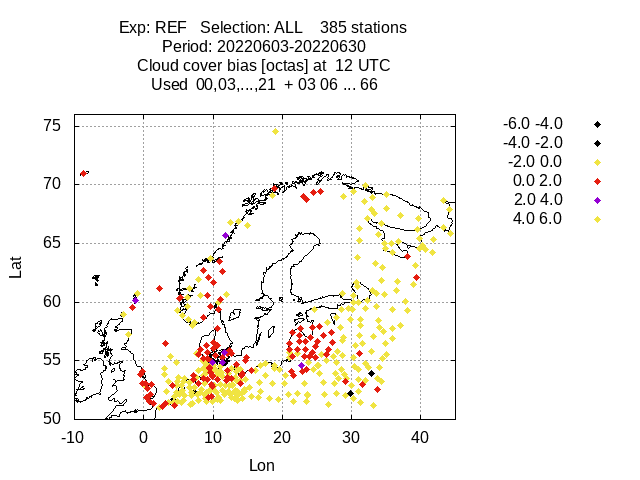 Exp: REF   Selection: ALL    385 stations
Period: 20220603-20220630
Cloud cover bias [octas] at  12 UTC
Used  00,03,...,21  + 03 06 ... 66
75
70
65
60
55
50
Lat
-10 0 10 20 30 40
Lon
-6.0 -4.0
-4.0 -2.0
-2.0 0.0
0.0 2.0
2.0 4.0
4.0 6.0